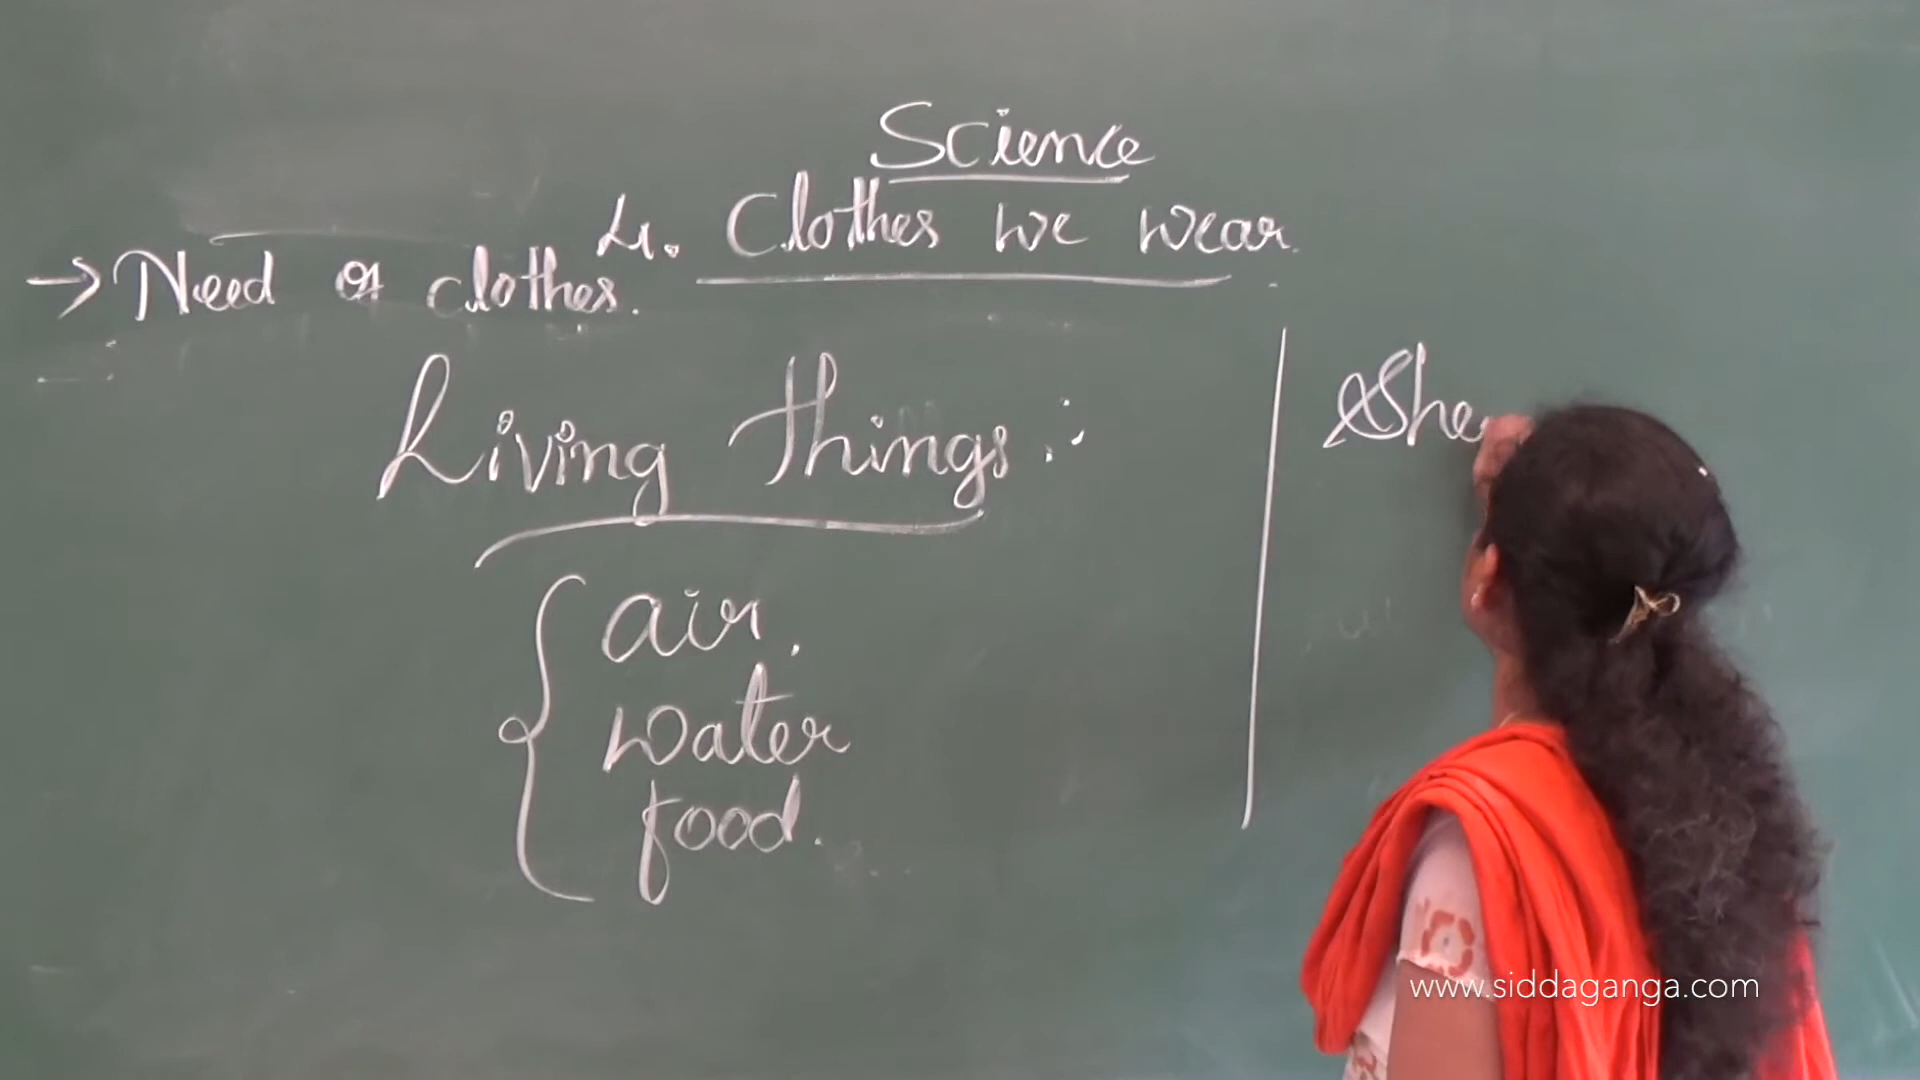 Science
4. Clothes we wear.
→ Need of clothes.
Living things :-
air,
water
food.
She
www.siddaganga.com